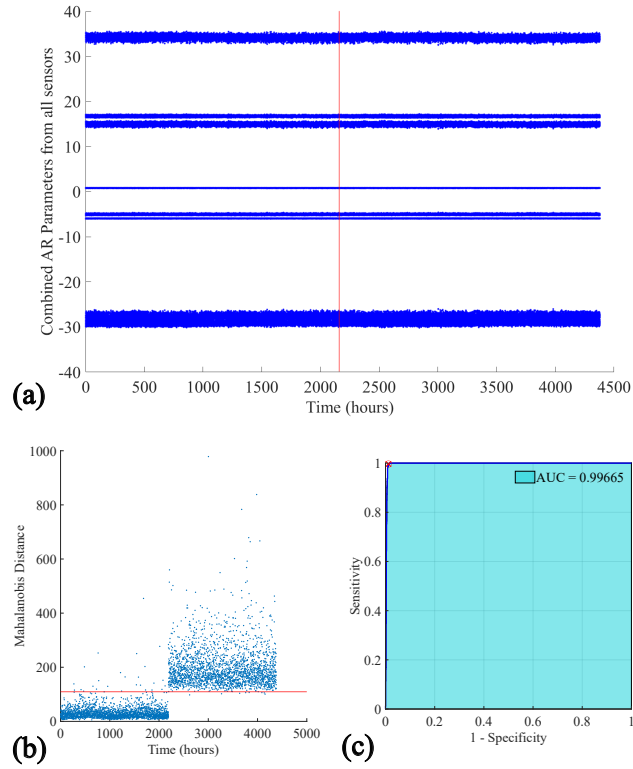 40
30
20
10
0
-10
-20
-30
-40
Combined AR Parameters from all sensors
0 500 1000 1500 2000 2500 3000 3500 4000 4500
Time (hours)
(a)
1000
800
600
400
200
0
Mahalanobis Distance
0 1000 2000 3000 4000 5000
Time (hours)
(b)
AUC = 0.99665
1
0.8
0.6
0.4
0.2
0
Sensitivity
0 0.2 0.4 0.6 0.8 1
1 - Specificity
(c)